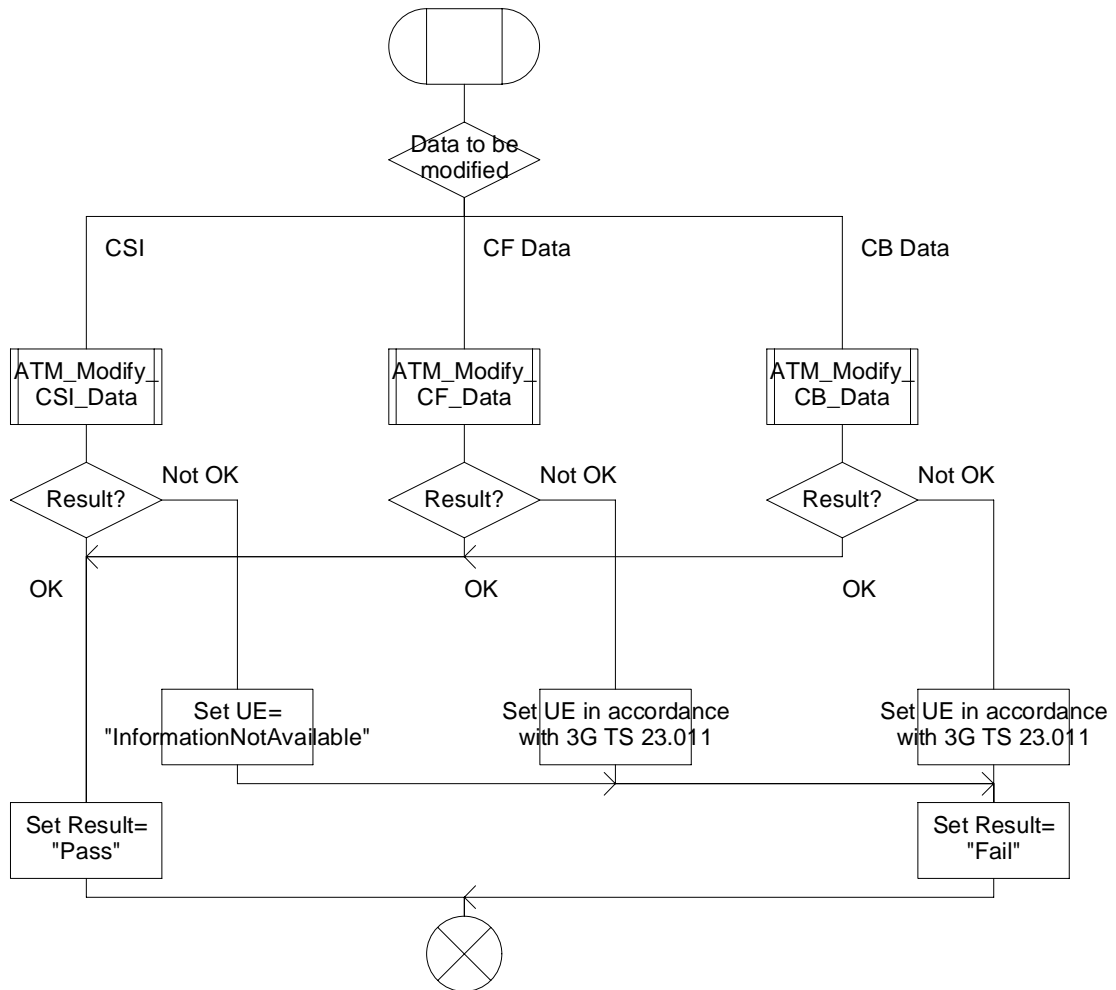 Data to be
modified
CSI
CF Data
CB Data
ATM_Modify_
CSI_Data
ATM_Modify_
CF_Data
ATM_Modify_
CB_Data
Result?
Not OK
Result?
Not OK
Result?
Not OK
OK
OK
OK
Set UE=
"InformationNotAvailable"
Set UE in accordance
with 3G TS 23.011
Set UE in accordance
with 3G TS 23.011
Set Result=
"Pass"
Set Result=
"Fail"